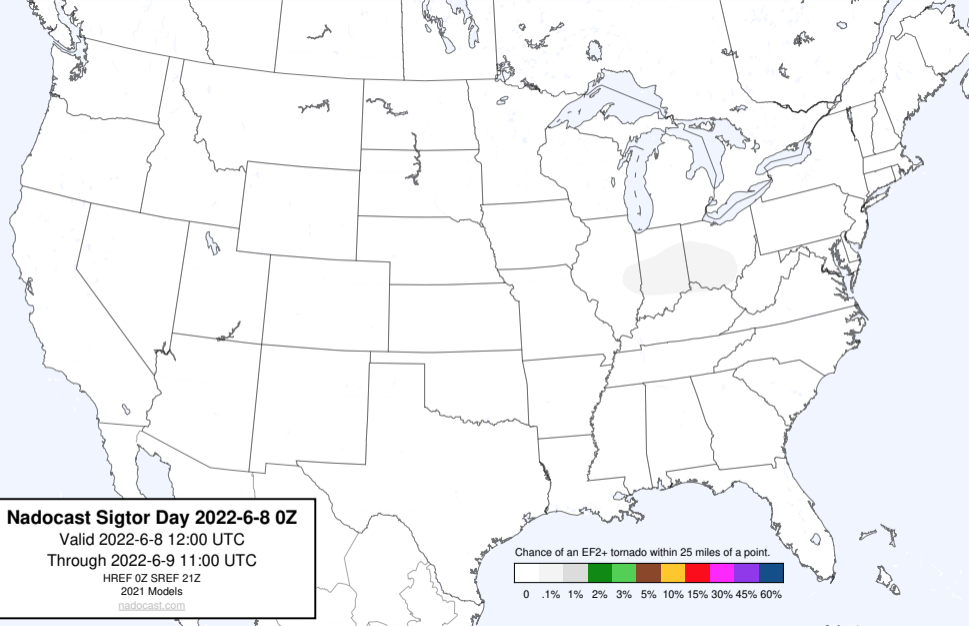 Nadocast Sigtor Day 2022-6-8 0Z
Valid 2022-6-8 12:00 UTC
Through 2022-6-9 11:00 UTC
HREF 0Z SREF 21Z
2021 Models
nadocast.com
Chance of an EF2+ tornado within 25 miles of a point.
0 .1% 1% 2% 3% 5% 10% 15% 30% 45% 60%